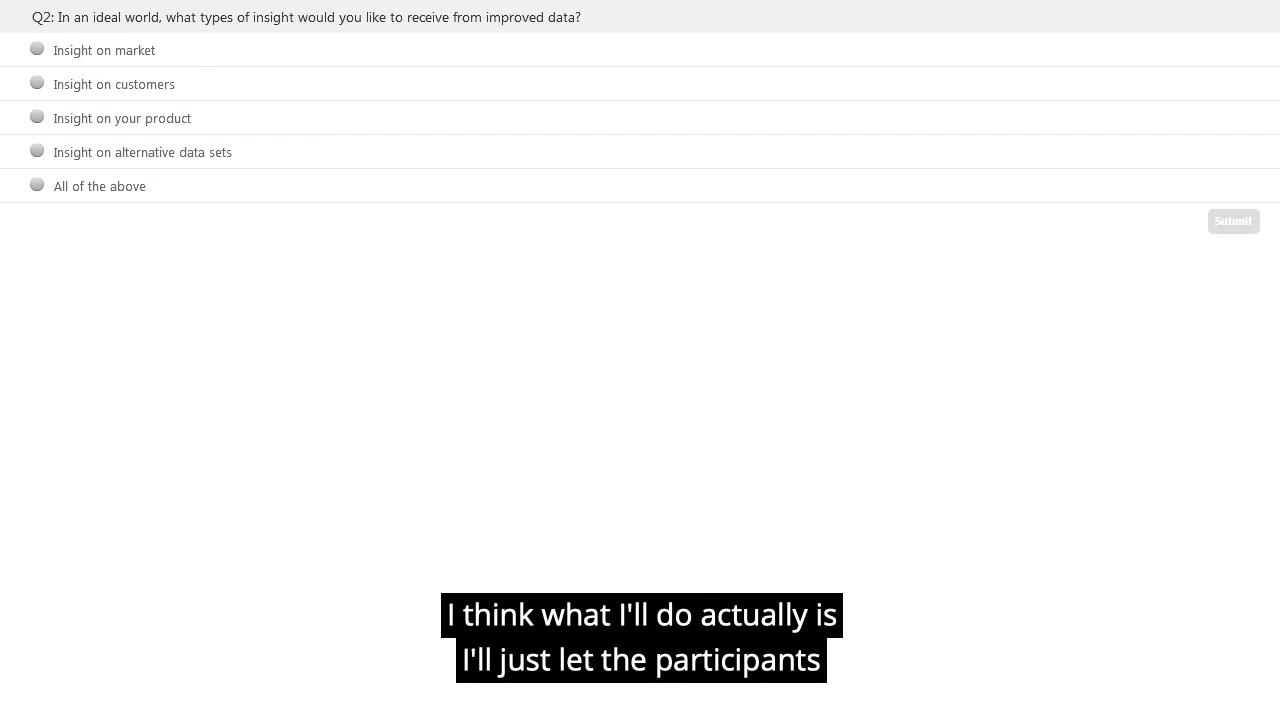 Q2: In an ideal world, what types of insight would you like to receive from improved data?
Insight on market
Insight on customers
Insight on your product
Insight on alternative data sets
All of the above
Submit
I think what I'll do actually is
I'll just let the participants